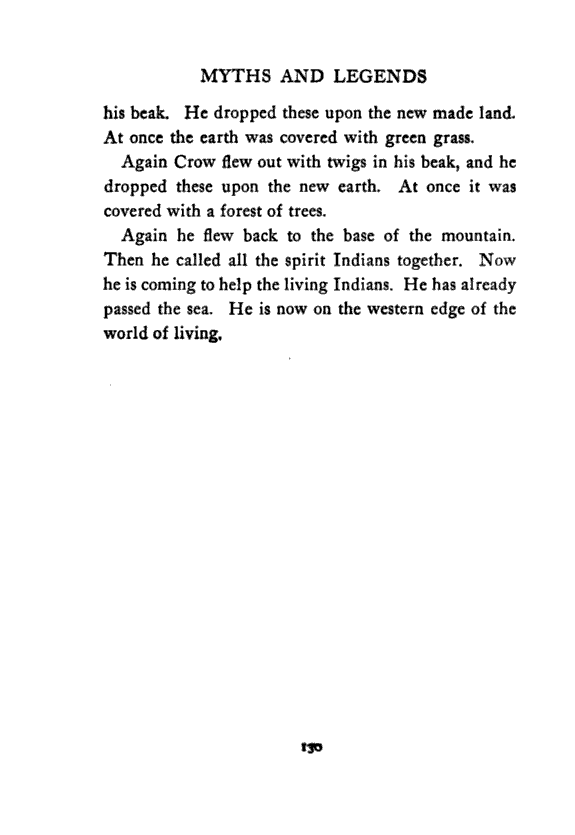 MYTHS AND LEGENDS
his beak. He dropped these upon the new made land.
At once the earth was covered with green grass.
Again Crow flew out with twigs in his beak, and he
dropped these upon the new earth. At once it was
covered with a forest of trees.
Again he flew back to the base of the mountain.
Then he called all the spirit Indians together. Now
he is coming to help the living Indians. He has already
passed the sea. He is now on the western edge of the
world of living.
130